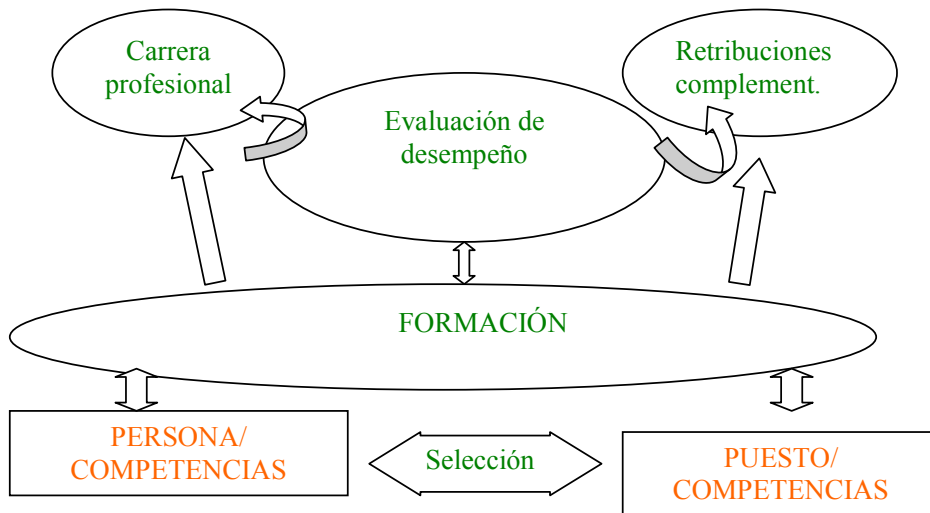 Carrera
profesional
Retribuciones
complement.
Evaluación de
desempeño
FORMACIÓN
PERSONA/
COMPETENCIAS
Selección
PUESTO/
COMPETENCIAS